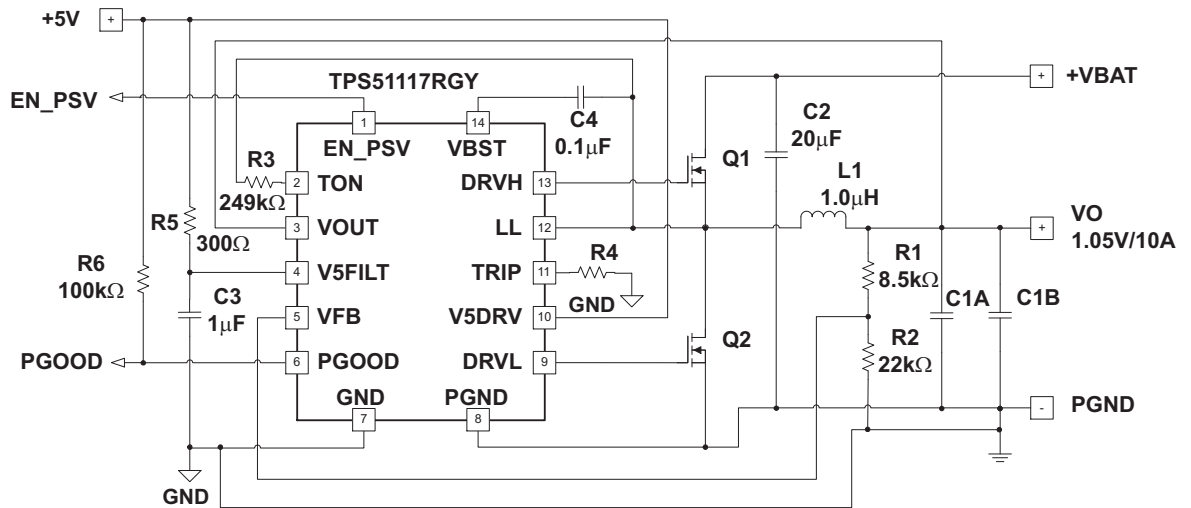 +5V
+
TPS51117RGY
+
+VBAT
EN_PSV
C4
0.1μF
C2
20μF
1
14
EN_PSV
VBST
Q1
R3
249kΩ
2
TON
DRVH
13
L1
1.0μH
R5
300Ω
3
VOUT
LL
12
+
VO
1.05V/10A
R4
R6
100kΩ
4
V5FILT
TRIP
11
GND
R1
8.5kΩ
C3
1μF
C1A
C1B
5
VFB
V5DRV
10
Q2
R2
22kΩ
PGOOD
6
PGOOD
DRVL
9
GND
PGND
7
8
-
PGND
GND